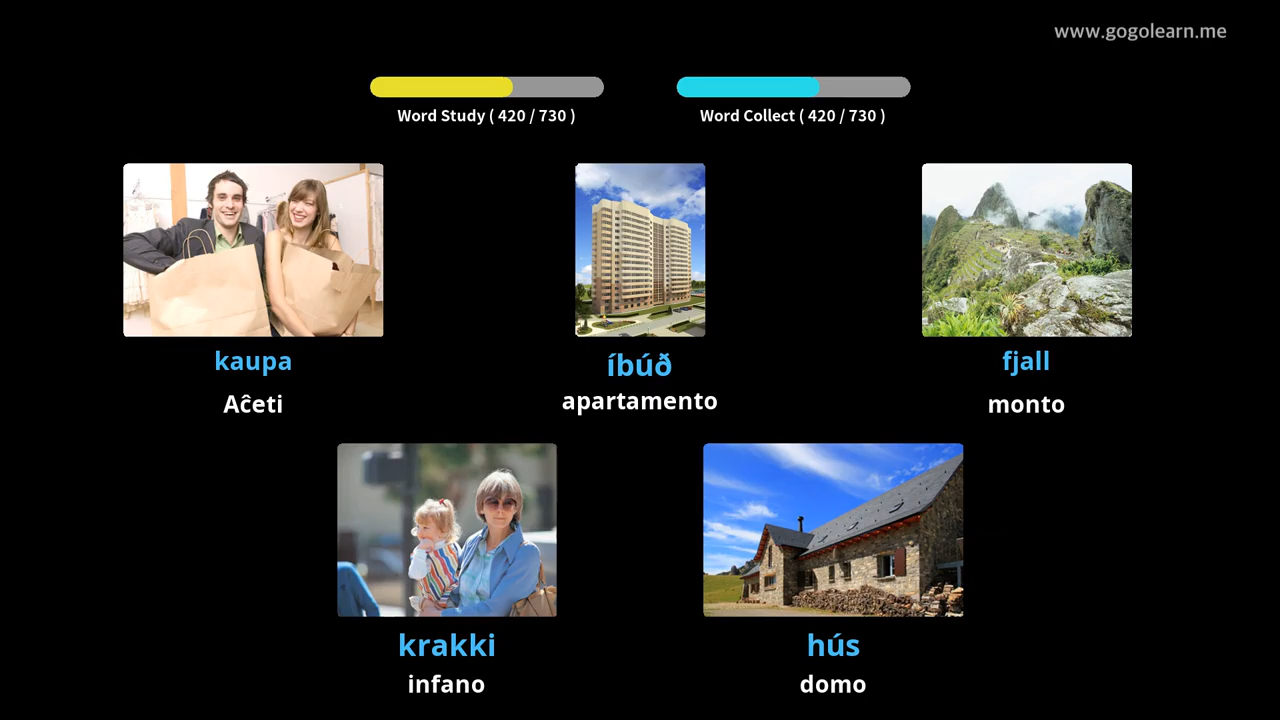 www.gogolearn.me
Word Study ( 420 / 730 )
Word Collect ( 420 / 730 )
kaupa
Aĉeti
íbúð
apartamento
fjall
monto
krakki
infano
hús
domo